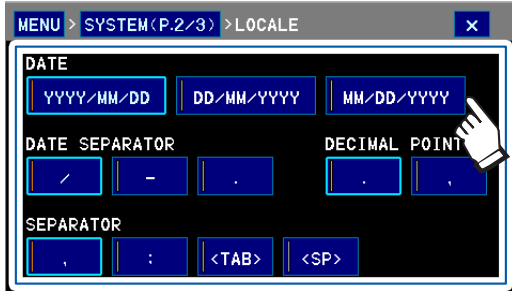 MENU > SYSTEM(P.2/3) >LOCALE ×
DATE
YYYY/MM/DD DD/MM/YYYY MM/DD/YYYY
DATE SEPARATOR DECIMAL POINT
/ - . . ,
SEPARATOR
, : <TAB> <SP>